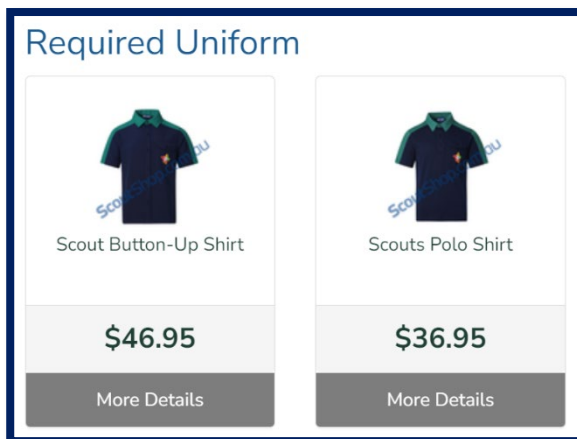 Required Uniform
Scout Button-Up Shirt
Scouts Polo Shirt
$46.95
$36.95
More Details
More Details